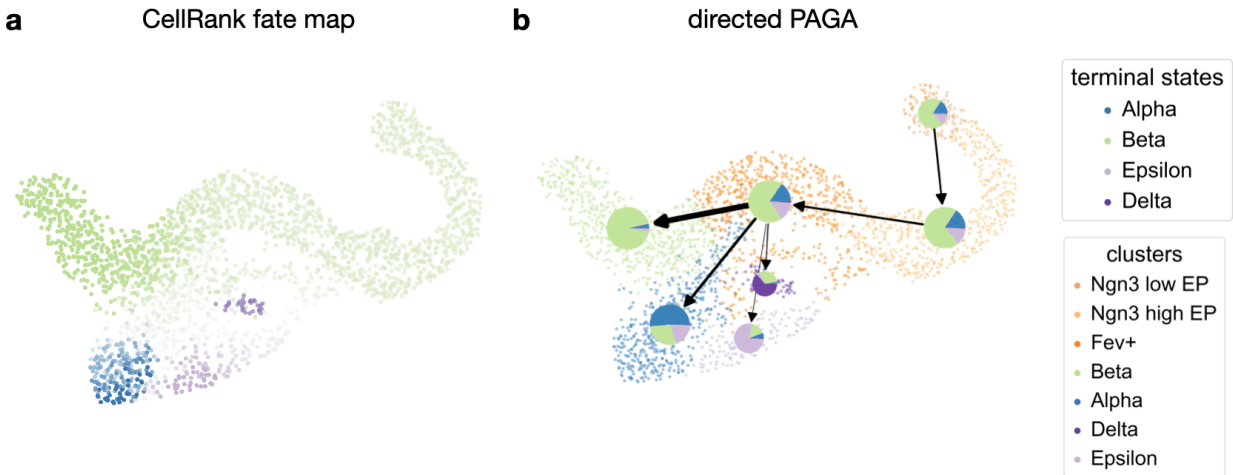 a
CellRank fate map
b
directed PAGA
terminal states
Alpha
Beta
Epsilon
Delta
clusters
Ngn3 low EP
Ngn3 high EP
Fev+
Beta
Alpha
Delta
Epsilon